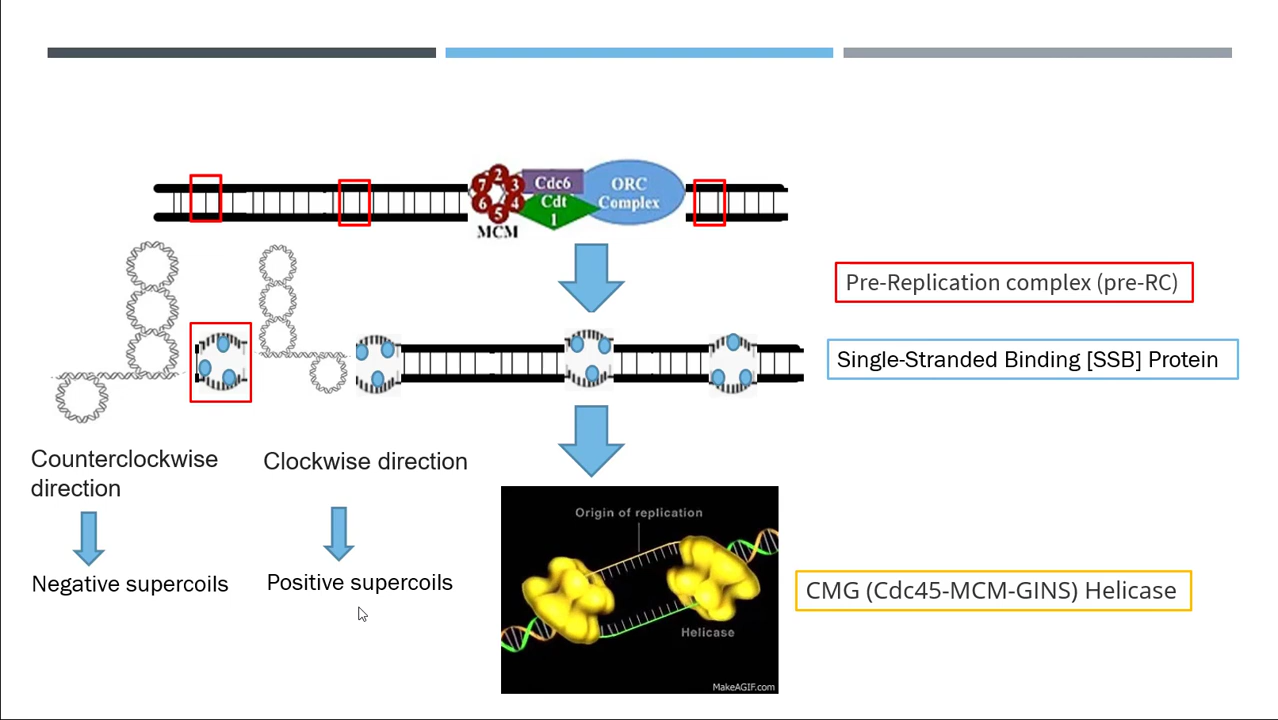 2
7
3
6
4
5
MCM
Cdc6
Cdt
1
ORC
Complex
Pre-Replication complex (pre-RC)
Single-Stranded Binding [SSB] Protein
Counterclockwise
direction
Clockwise direction
Negative supercoils
Positive supercoils
Origin of replication
Helicase
MakeAGIF.com
CMG (Cdc45-MCM-GINS) Helicase